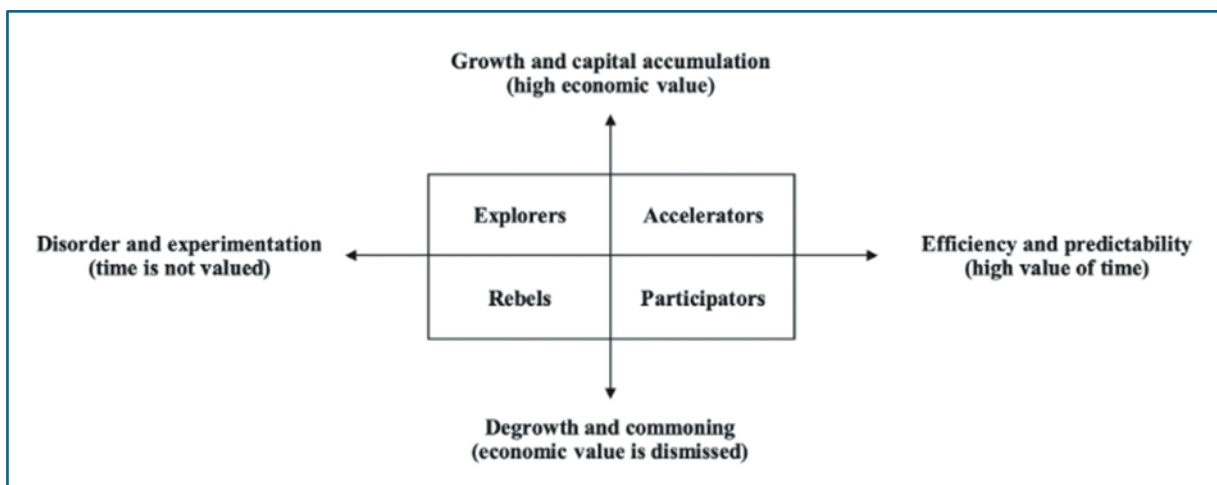 Growth and capital accumulation
(high economic value)
Explorers
Accelerators
Disorder and experimentation
(time is not valued)
Efficiency and predictability
(high value of time)
Rebels
Participators
Degrowth and commoning
(economic value is dismissed)